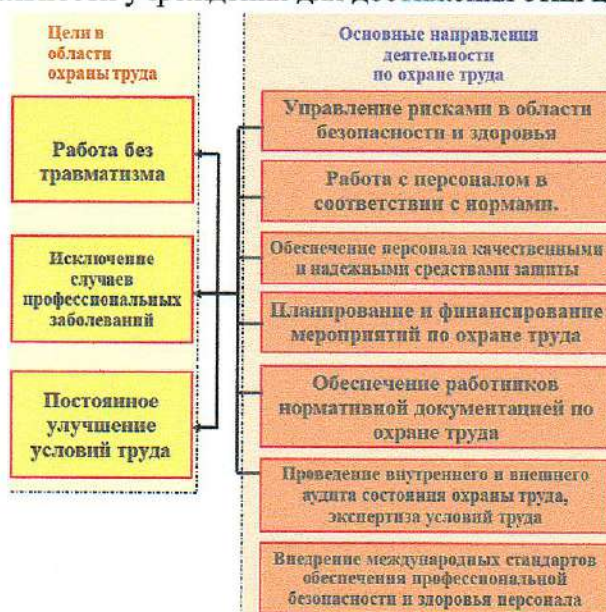 Цели в
области
охраны труда
Работа без
травматизма
Исключение
случаев
профессиональных
заболеваний
Постоянное
улучшение
условий труда
Основные направления
деятельности
по охране труда
Управление рисками в области
безопасности и здоровья
Работа с персоналом в
соответствии с нормами.
Обеспечение персонала качественными
и надежными средствами защиты
Планирование и финансирование
мероприятий по охране труда
Обеспечение работников
нормативной документацией по
охране труда
Проведение внутреннего и внешнего
аудита состояния охраны труда,
экспертиза условий труда
Внедрение международных стандартов
обеспечения профессиональной
безопасности и здоровья персонала